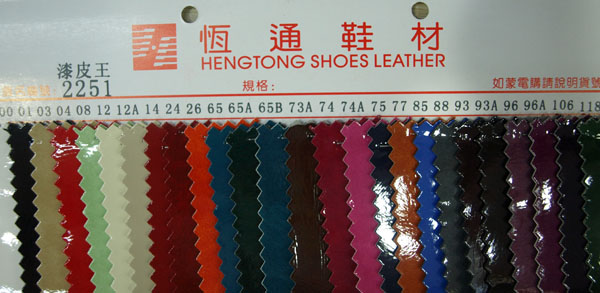 恆通鞋材
HENGTONG SHOES LEATHER
漆皮王
2251
規格:
如蒙電購請說明貨號
00 01 03 04 08 12 12A 14 24 26 65 65A 65B 73A 74A 74 75 77 85 88 93 93A 96 96A 106 118